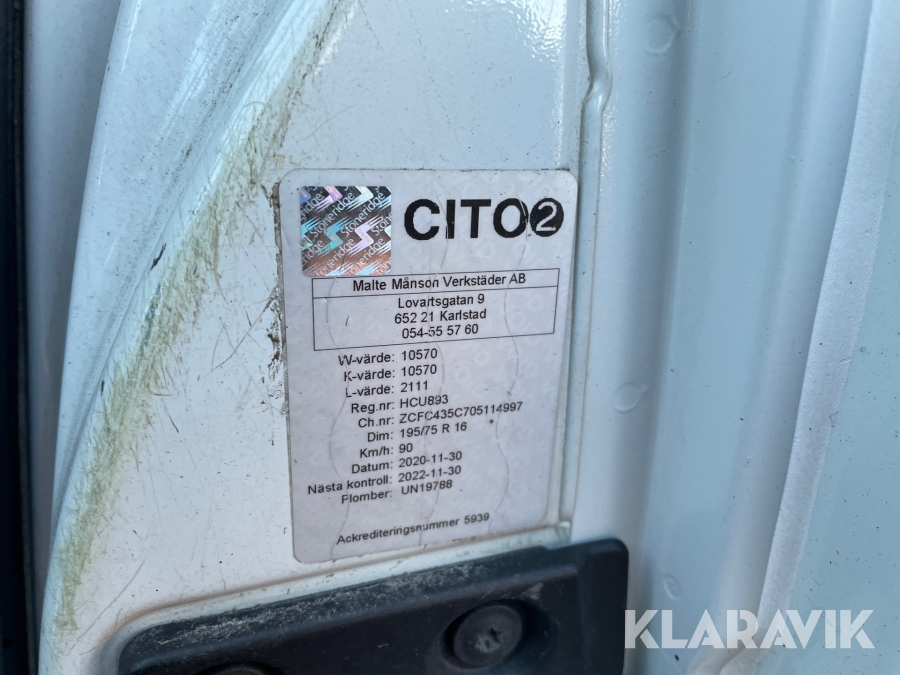 Stoneridge
CITO2
Malte Månson Verkstäder AB
Lovartsgatan 9
652 21 Karlstad
054-55 57 60
W-värde: 10570
K-värde: 10570
L-värde: 2111
Reg.nr: HCU893
Ch.nr: ZCFC435C705114997
Dim: 195/75 R 16
Km/h: 90
Datum: 2020-11-30
Nästa kontroll: 2022-11-30
Plomber: UN19788
Ackrediteringsnummer 5939
KLARAVIK